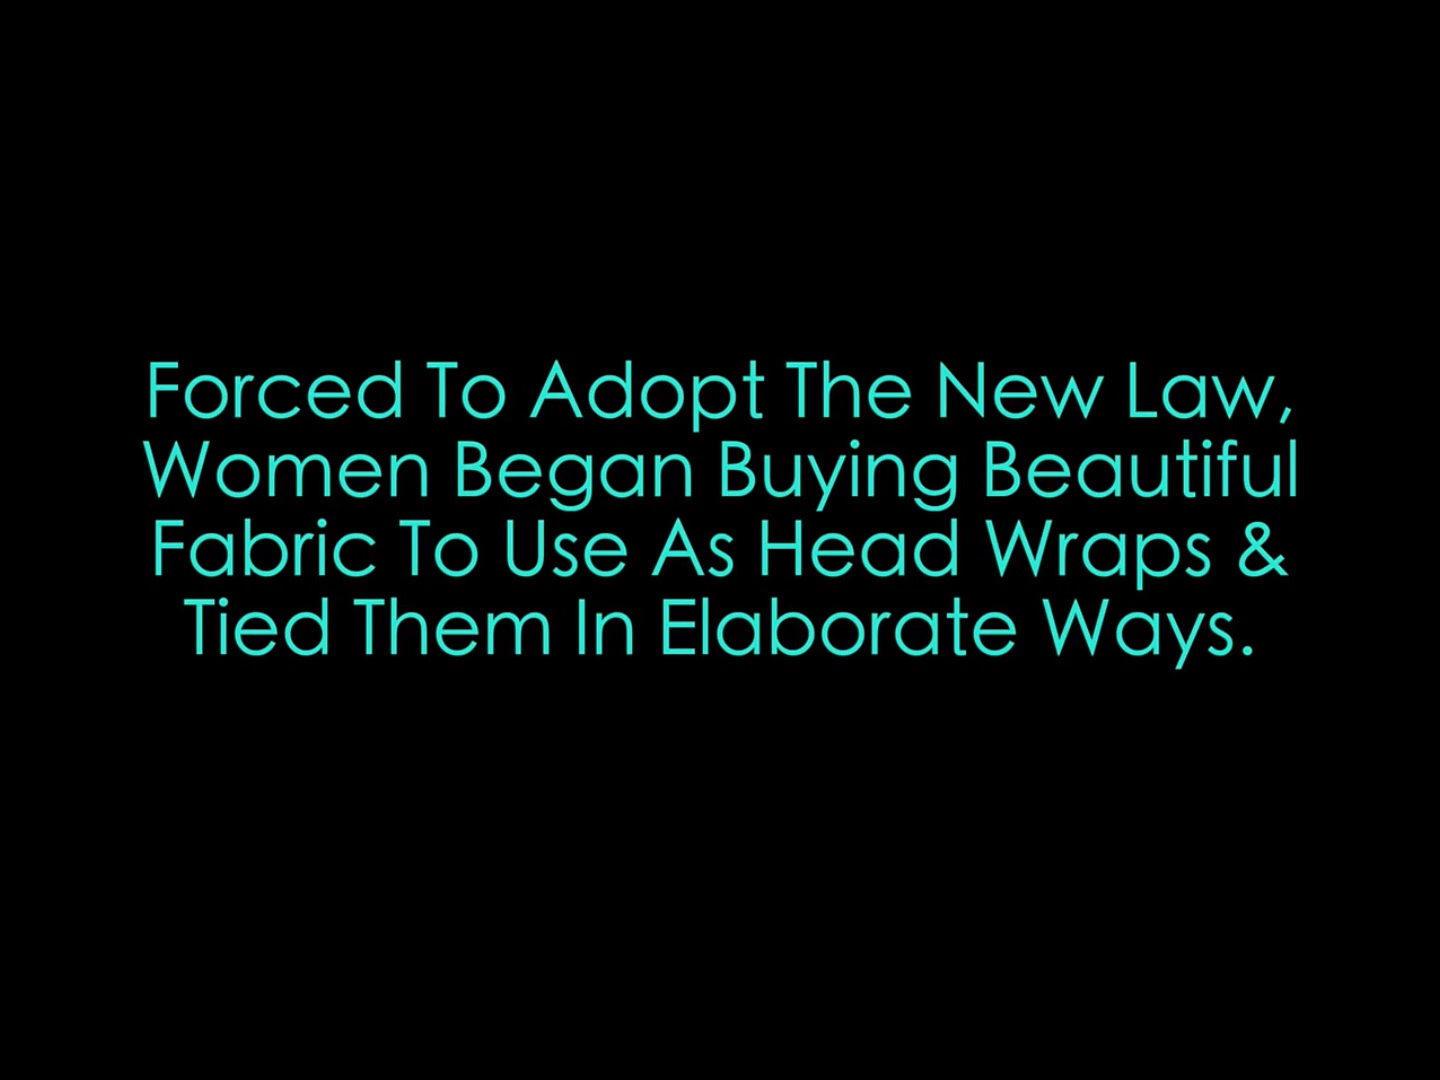 Forced To Adopt The New Law,
Women Began Buying Beautiful
Fabric To Use As Head Wraps &
Tied Them In Elaborate Ways.